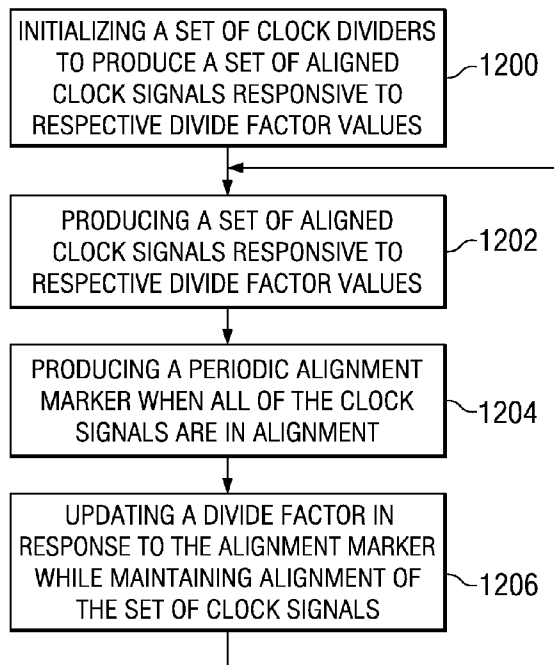 INITIALIZING A SET OF CLOCK DIVIDERS
TO PRODUCE A SET OF ALIGNED
CLOCK SIGNALS RESPONSIVE TO
RESPECTIVE DIVIDE FACTOR VALUES
1200
PRODUCING A SET OF ALIGNED
CLOCK SIGNALS RESPONSIVE TO
RESPECTIVE DIVIDE FACTOR VALUES
1202
PRODUCING A PERIODIC ALIGNMENT
MARKER WHEN ALL OF THE CLOCK
SIGNALS ARE IN ALIGNMENT
1204
UPDATING A DIVIDE FACTOR IN
RESPONSE TO THE ALIGNMENT MARKER
WHILE MAINTAINING ALIGNMENT OF
THE SET OF CLOCK SIGNALS
1206